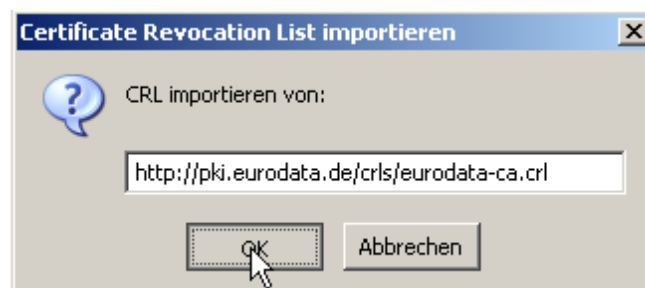 Certificate Revocation List importieren
CRL importieren von:
http://pki.eurodata.de/crls/eurodata-ca.crl
OK Abbrechen